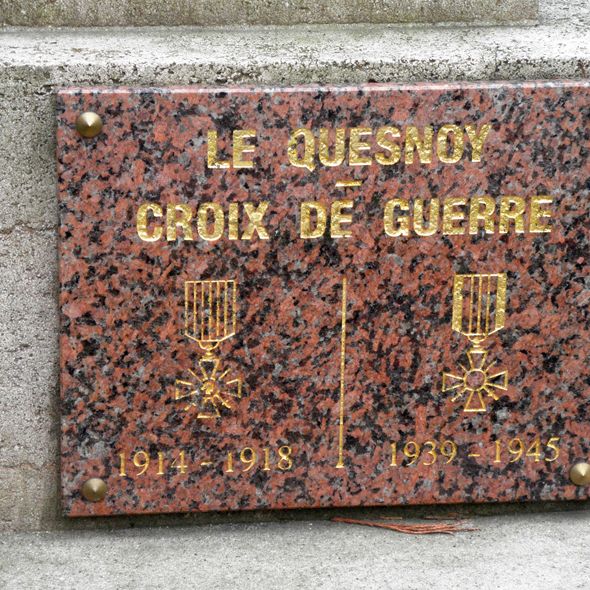 LE QUESNOY
–
CROIX DE GUERRE
1914 - 1918
1939 - 1945